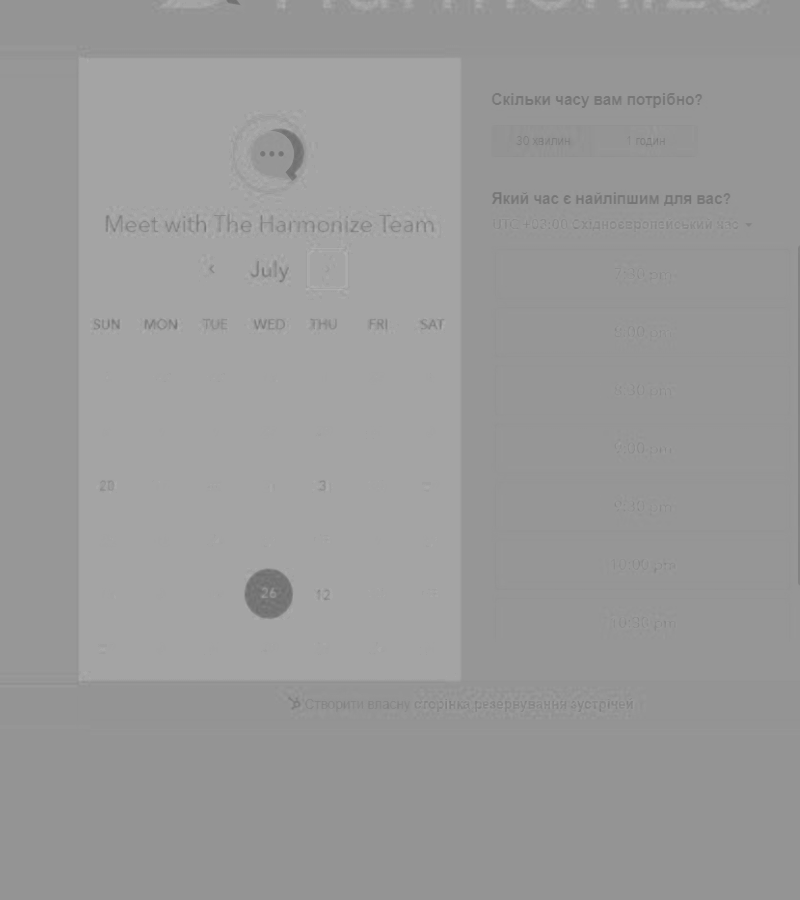 Harmonize
Meet with The Harmonize Team
July
SUN MON TUE WED THU FRI SAT
28 3
26 12
Скільки часу вам потрібно?
30 хвилин 1 годин
Який час є найліпшим для вас?
UTC +02:00 Східноєвропейський час
7:30 pm
8:00 pm
8:30 pm
9:00 pm
9:30 pm
10:00 pm
10:30 pm
Створити власну сторінка резервування зустрічей